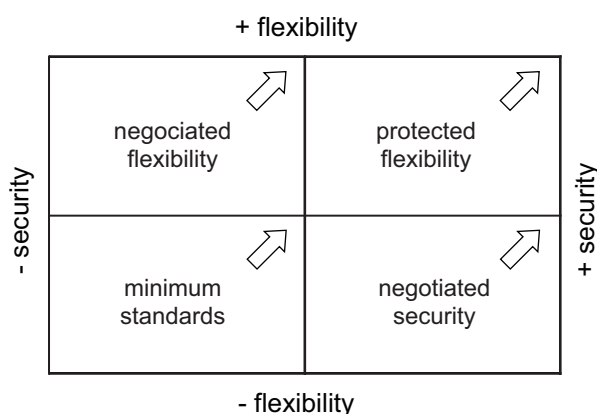 + flexibility
negociated
flexibility
protected
flexibility
- security
+ security
minimum
standards
negotiated
security
- flexibility